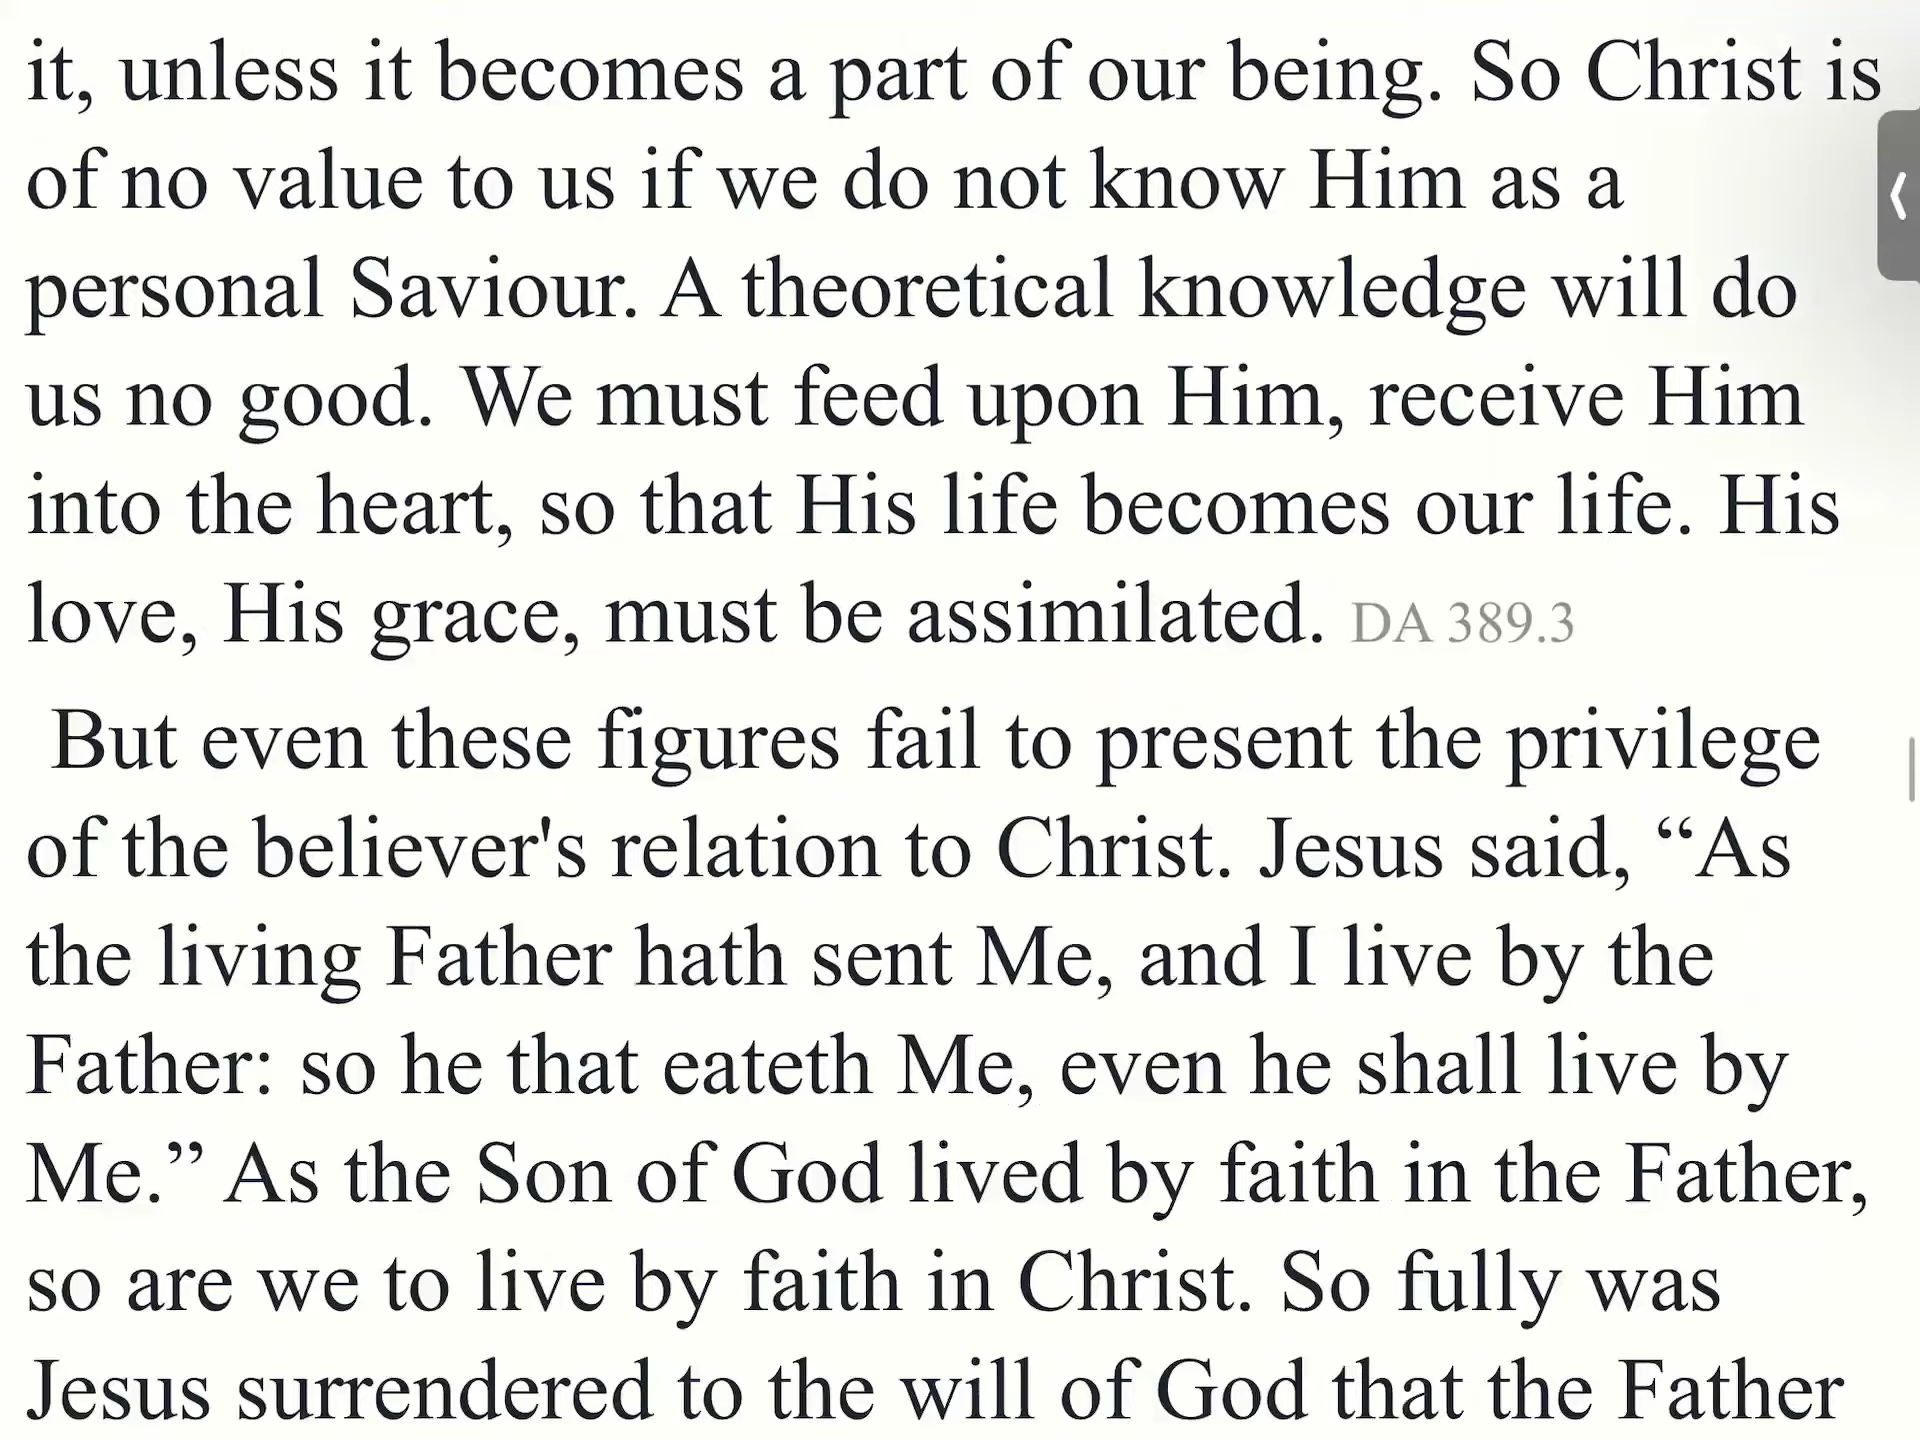 it, unless it becomes a part of our being. So Christ is
of no value to us if we do not know Him as a
personal Saviour. A theoretical knowledge will do
us no good. We must feed upon Him, receive Him
into the heart, so that His life becomes our life. His
love, His grace, must be assimilated. DA 389.3
But even these figures fail to present the privilege
of the believer's relation to Christ. Jesus said, “As
the living Father hath sent Me, and I live by the
Father: so he that eateth Me, even he shall live by
Me.” As the Son of God lived by faith in the Father,
so are we to live by faith in Christ. So fully was
Jesus surrendered to the will of God that the Father